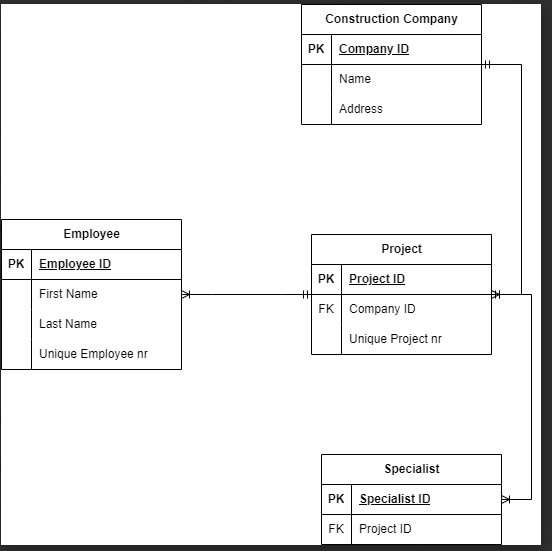 Construction Company
PK Company ID
Name
Address
Employee
PK Employee ID
First Name
Last Name
Unique Employee nr
Project
PK Project ID
FK Company ID
Unique Project nr
Specialist
PK Specialist ID
FK Project ID